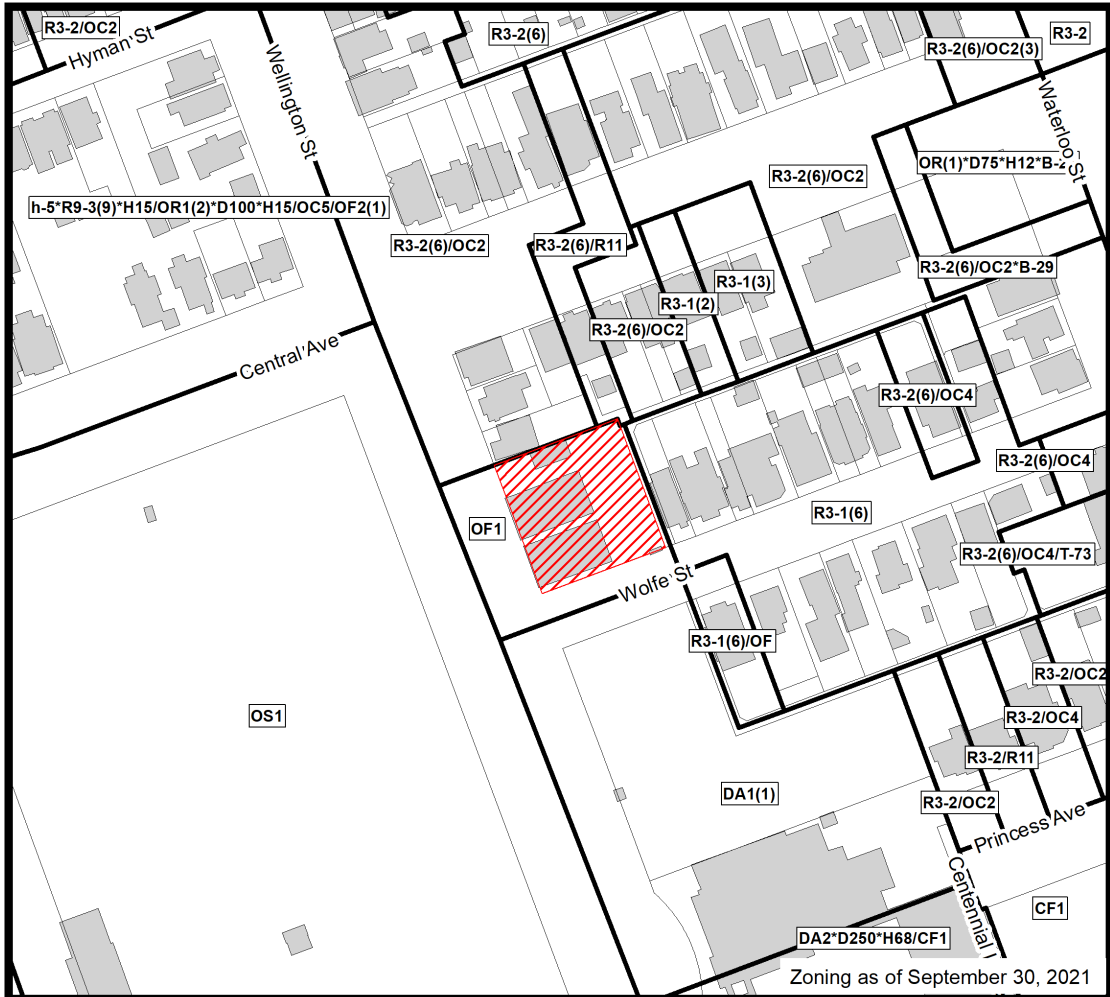 R3-2/OC2
Hyman St
R3-2(6)
R3-2
R3-2(6)/OC2(3)
Wellington St
Waterloo St
OR(1)*D75*H12*B-
R3-2(6)/OC2
h-5*R9-3(9)*H15/OR1(2)*D100*H15/OC5/OF2(1)
R3-2(6)/OC2
R3-2(6)/R11
R3-2(6)/OC2*B-29
R3-1(3)
R3-1(2)
R3-2(6)/OC2
Central Ave
R3-2(6)/OC4
R3-2(6)/OC4
OF1
R3-1(6)
R3-2(6)/OC4/T-73
Wolfe St
R3-1(6)/OF
R3-2/OC2
OS1
R3-2/OC4
R3-2/R11
DA1(1)
R3-2/OC2
Princess Ave
Centennial
CF1
DA2*D250*H68/CF1
Zoning as of September 30, 2021